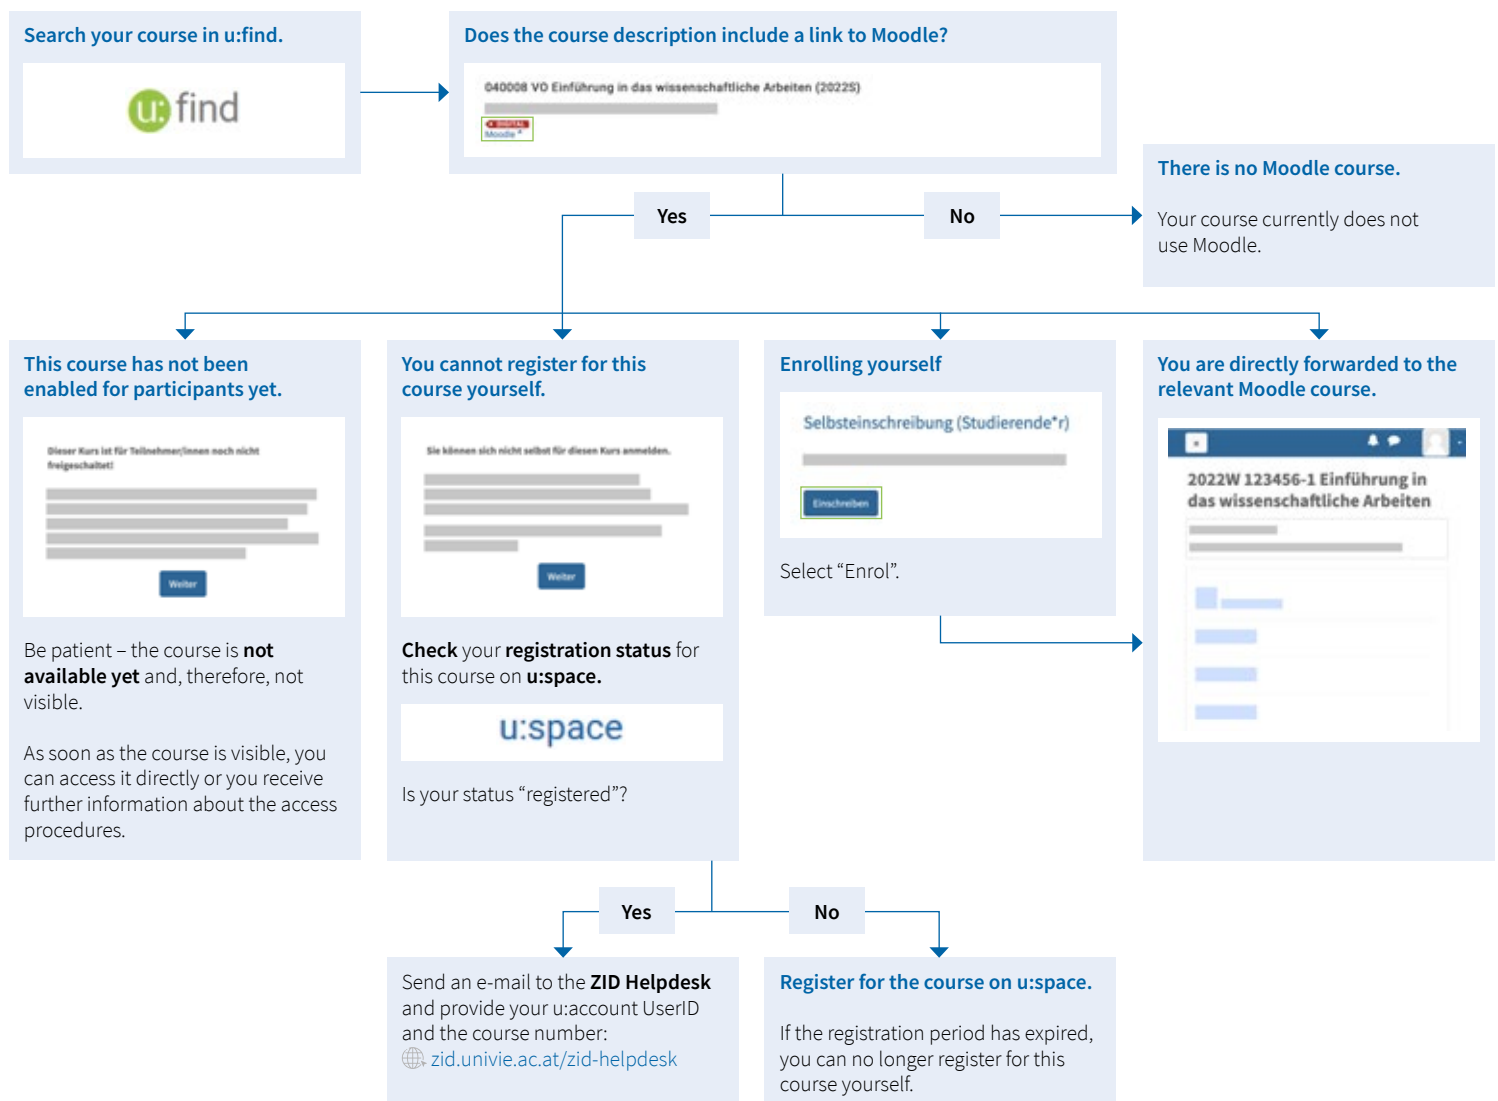 Search your course in u:find.
u: find
Does the course description include a link to Moodle?
040008 VO Einführung in das wissenschaftliche Arbeiten (2022S)
DIGITAL
Moodle
Yes
No
There is no Moodle course.
Your course currently does not
use Moodle.
This course has not been
enabled for participants yet.
Dieser Kurs ist für Teilnehmer/innen noch nicht
freigeschaltet!
Weiter
Be patient – the course is not
available yet and, therefore, not
visible.
As soon as the course is visible, you
can access it directly or you receive
further information about the access
procedures.
You cannot register for this
course yourself.
Sie können sich nicht selbst für diesen Kurs anmelden.
Weiter
Check your registration status for
this course on u:space.
u:space
Is your status “registered”?
Enrolling yourself
Selbsteinschreibung (Studierende*r)
Einschreiben
Select “Enrol”.
You are directly forwarded to the
relevant Moodle course.
2022W 123456-1 Einführung in
das wissenschaftliche Arbeiten
Yes
No
Send an e-mail to the ZID Helpdesk
and provide your u:account UserID
and the course number:
zid.univie.ac.at/zid-helpdesk
Register for the course on u:space.
If the registration period has expired,
you can no longer register for this
course yourself.